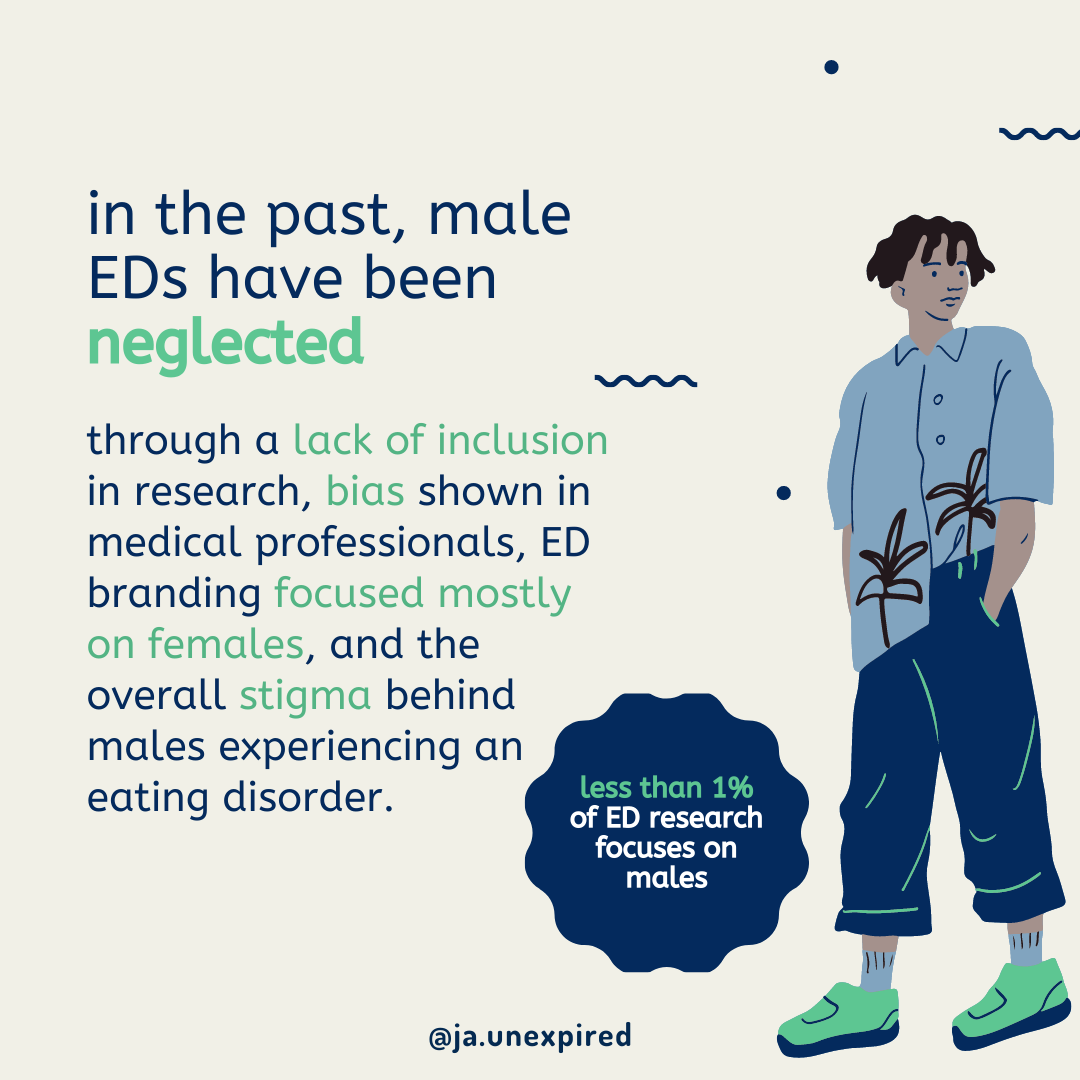 in the past, male
EDs have been
neglected
through a lack of inclusion
in research, bias shown in
medical professionals, ED
branding focused mostly
on females, and the
overall stigma behind
males experiencing an
eating disorder.
less than 1%
of ED research
focuses on
males
@ja.unexpired